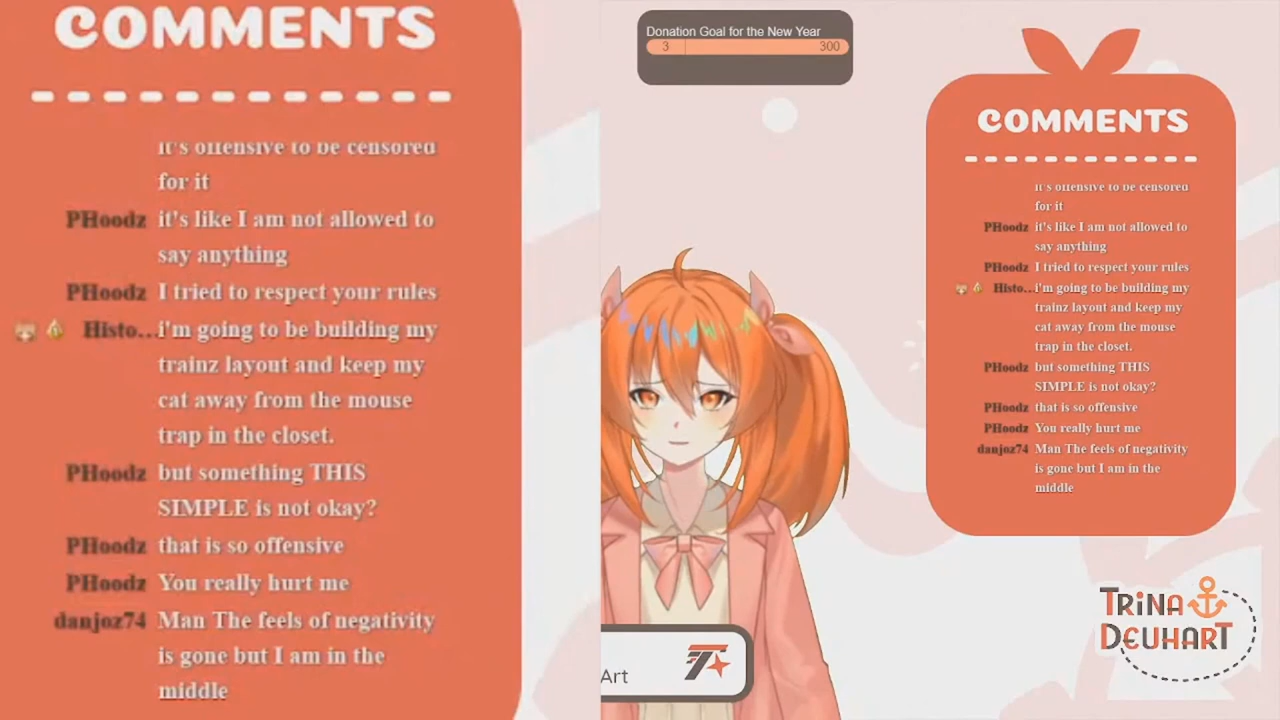 COMMENTS
it's offensive to be censored
for it
PHoodz it's like I am not allowed to
say anything
PHoodz I tried to respect your rules
Histo... i'm going to be building my
trainz layout and keep my
cat away from the mouse
trap in the closet.
PHoodz but something THIS
SIMPLE is not okay?
PHoodz that is so offensive
PHoodz You really hurt me
danjoz74 Man The feels of negativity
is gone but I am in the
middle
Donation Goal for the New Year
3 300
Art
COMMENTS
it's offensive to be censored
for it
PHoodz it's like I am not allowed to
say anything
PHoodz I tried to respect your rules
Histo... i'm going to be building my
trainz layout and keep my
cat away from the mouse
trap in the closet.
PHoodz but something THIS
SIMPLE is not okay?
PHoodz that is so offensive
PHoodz You really hurt me
danjoz74 Man The feels of negativity
is gone but I am in the
middle
TRiNA
DEUHART